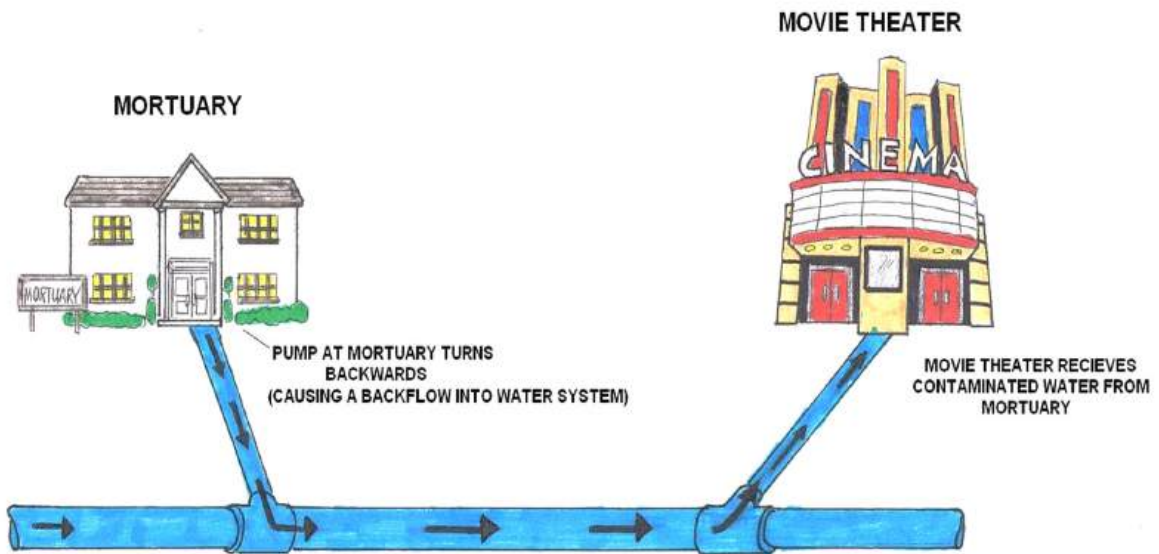 MOVIE THEATER
MORTUARY
CINEMA
MORTUARY
PUMP AT MORTUARY TURNS
BACKWARDS
(CAUSING A BACKFLOW INTO WATER SYSTEM)
MOVIE THEATER RECIEVES
CONTAMINATED WATER FROM
MORTUARY